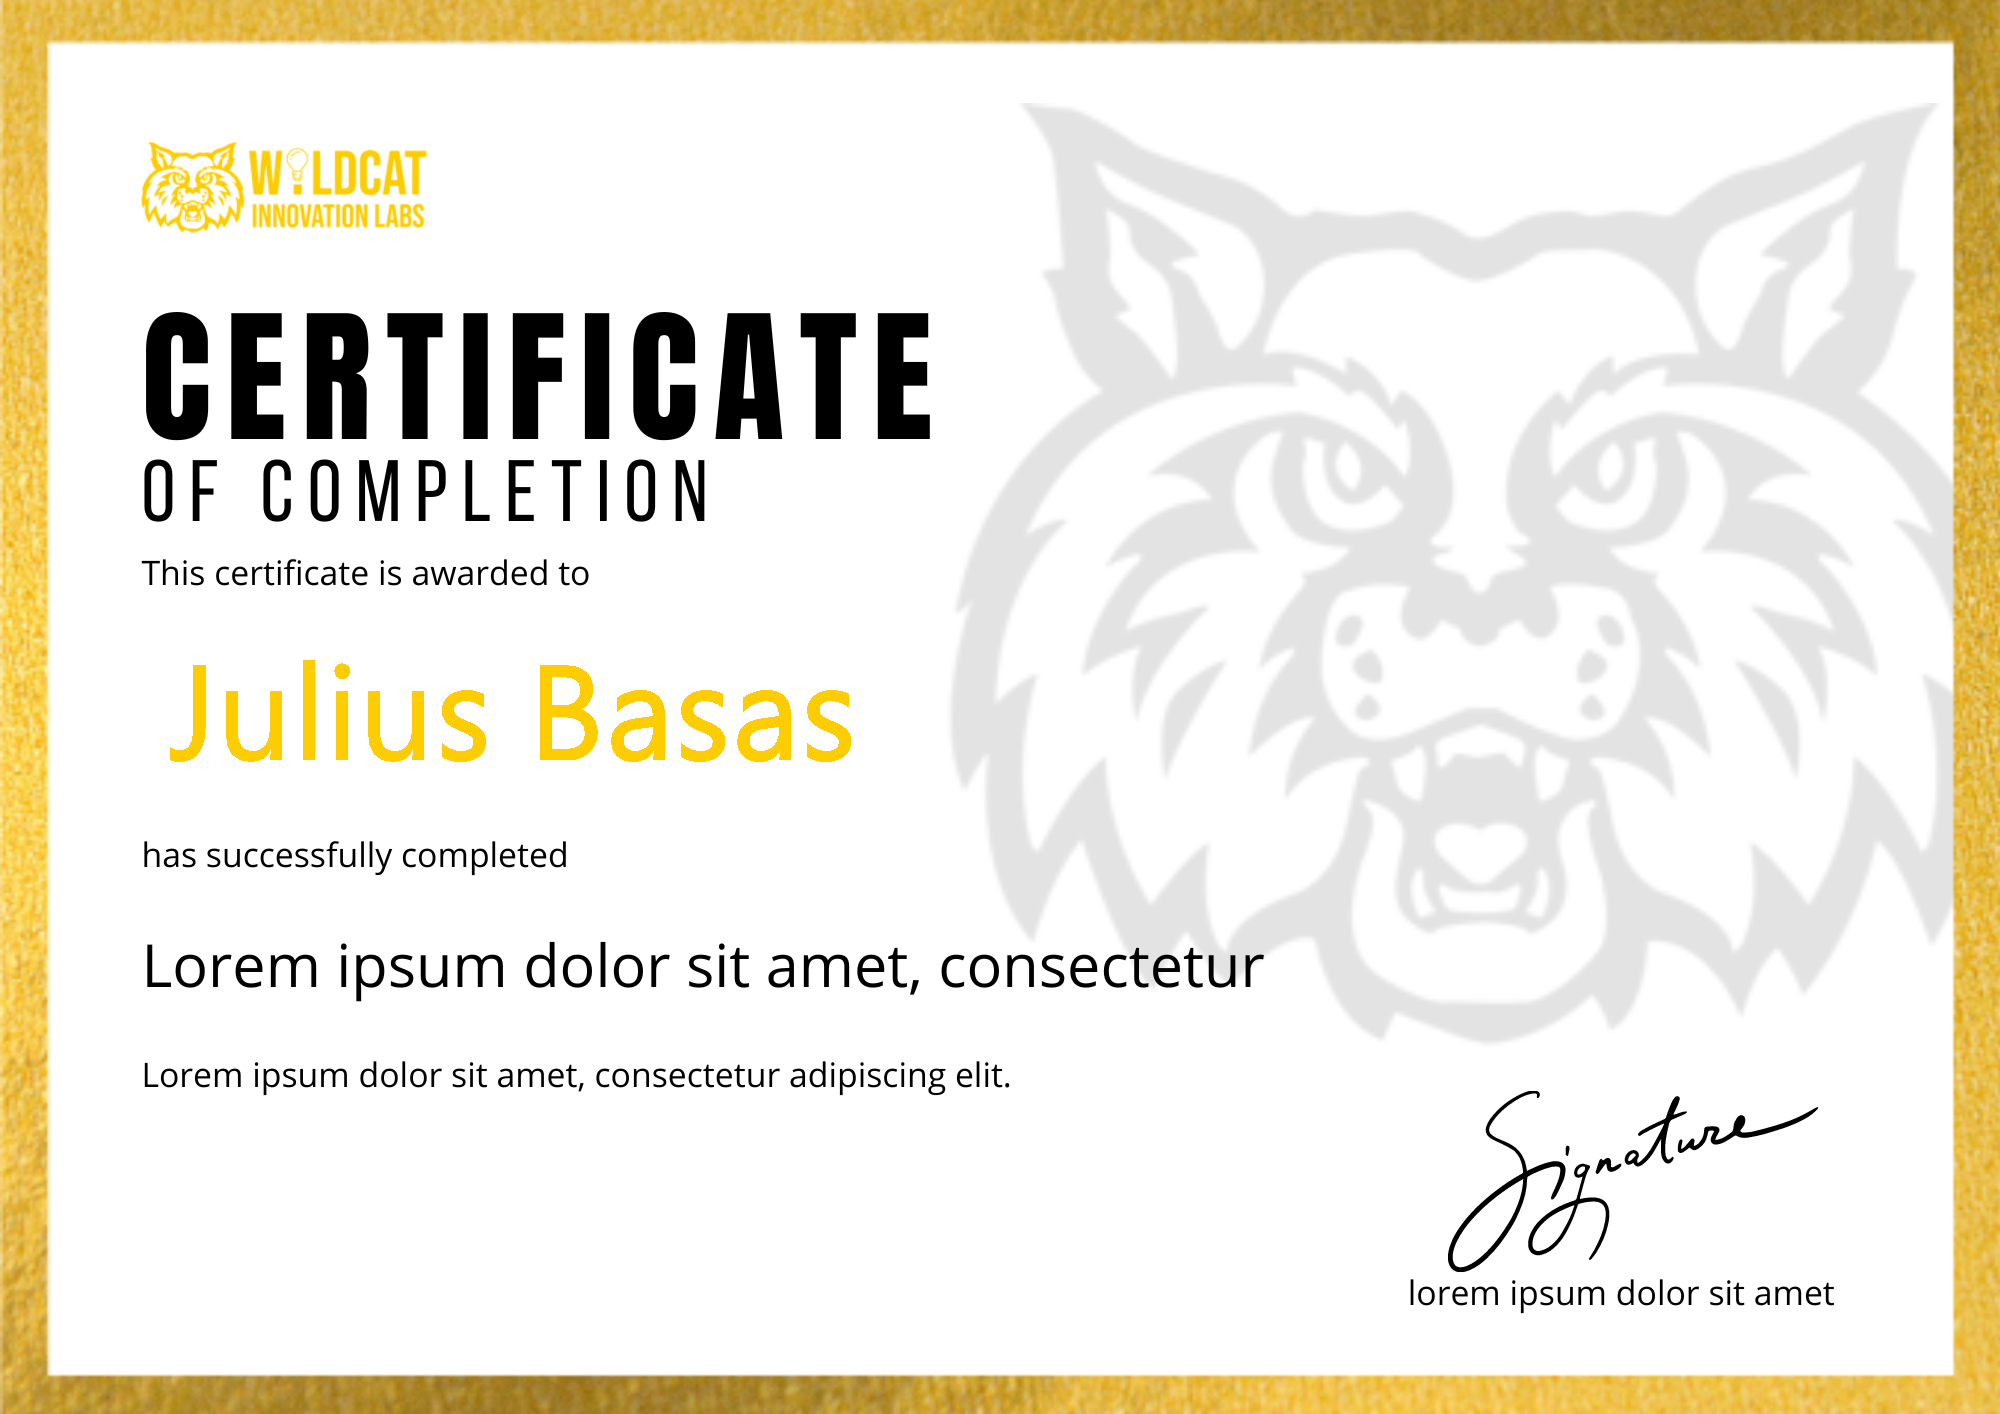 WILDCAT
INNOVATION LABS
CERTIFICATE
OF COMPLETION
This certificate is awarded to
Julius Basas
has successfully completed
Lorem ipsum dolor sit amet, consectetur
Lorem ipsum dolor sit amet, consectetur adipiscing elit.
Signature
lorem ipsum dolor sit amet